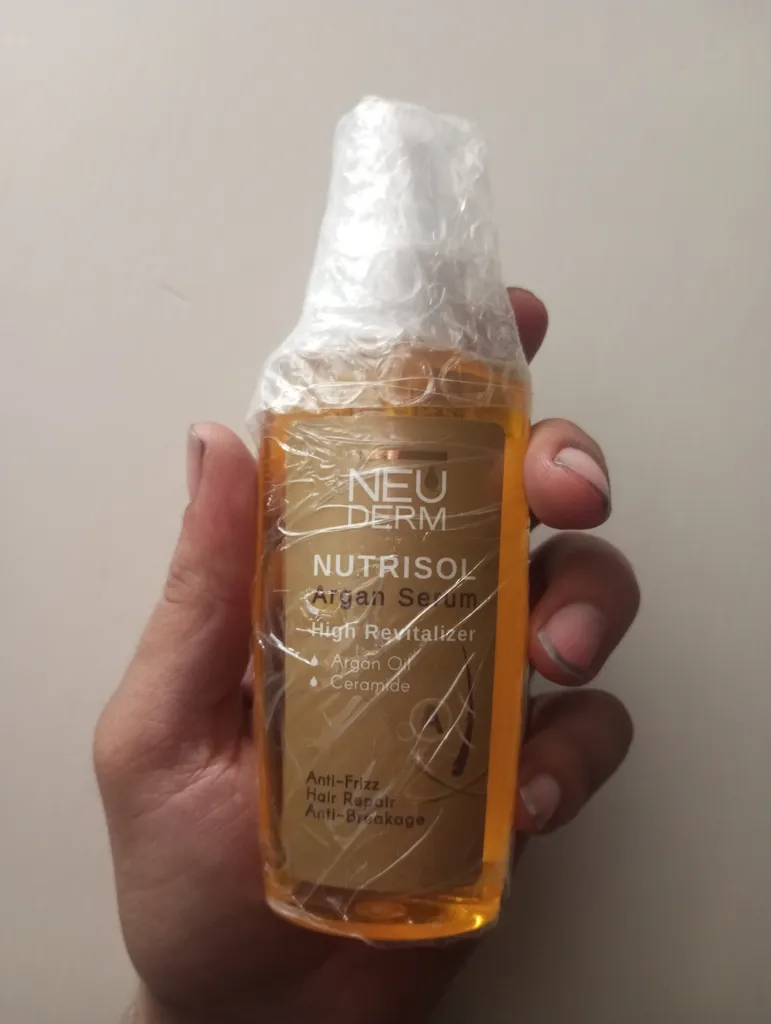 NEU
DERM
NUTRISOL
Argan Serum
High Revitalizer
Argan Oil
Ceramide
Anti-Frizz
Hair Repair
Anti-Breakage